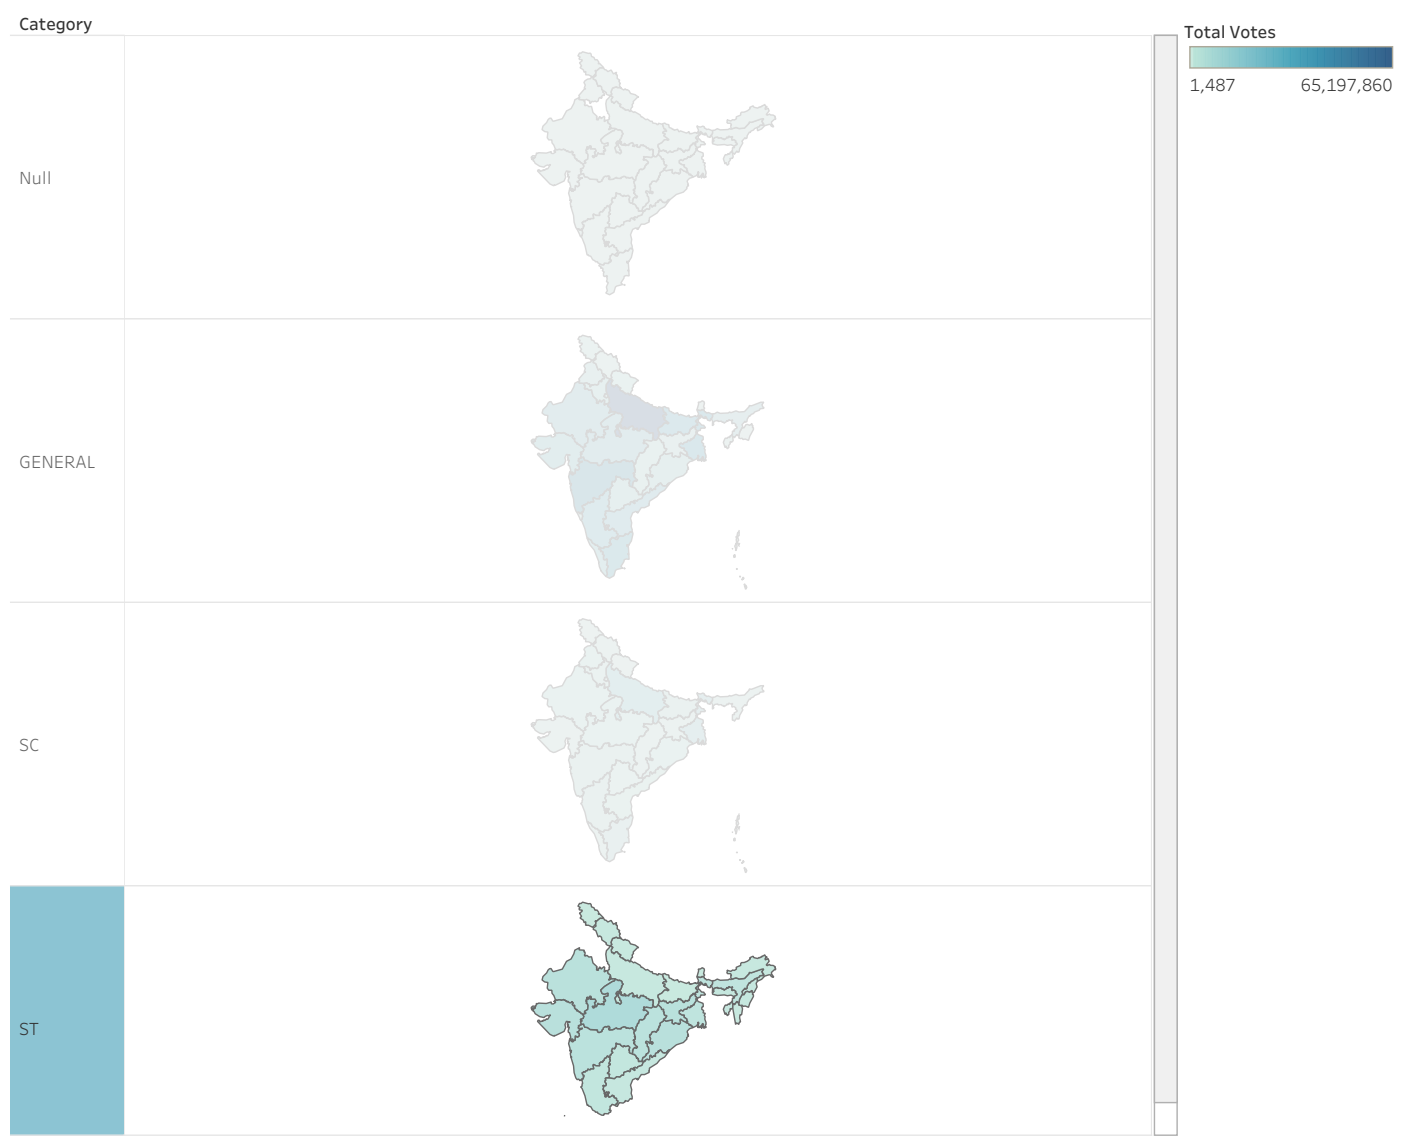 Category
Total Votes
1,487 65,197,860
Null
GENERAL
SC
ST